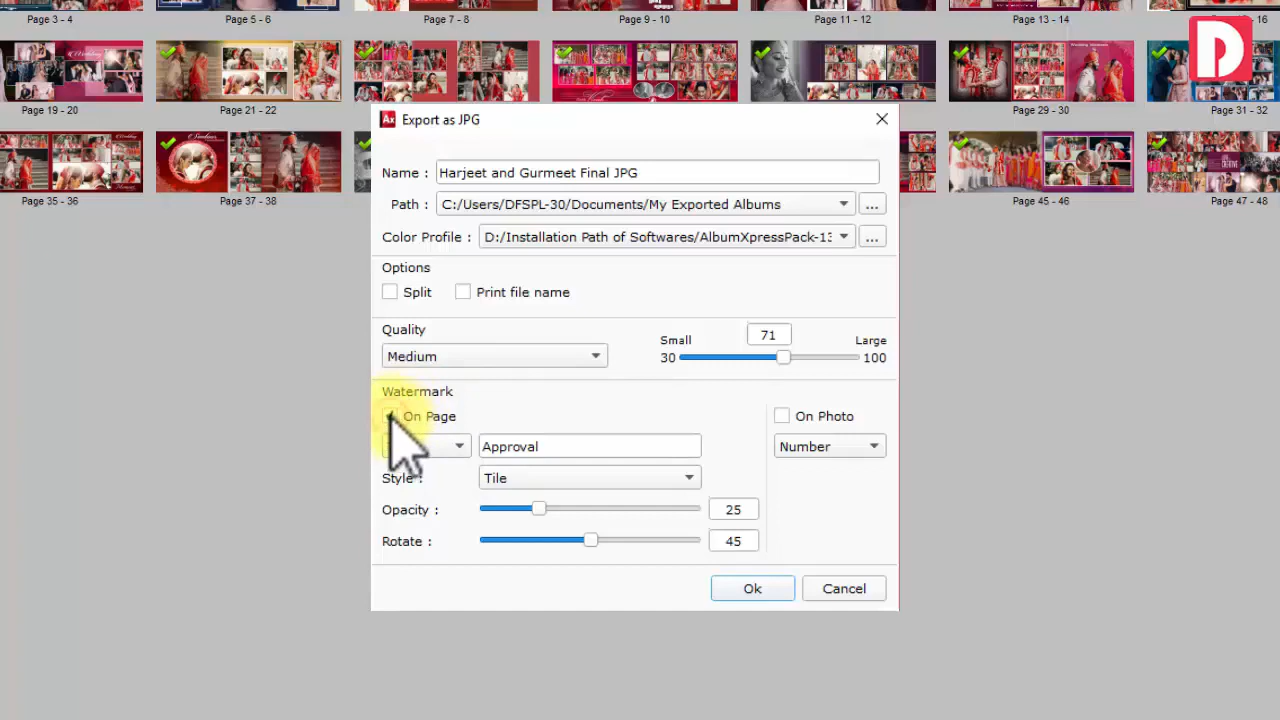 Page 3 - 4
Page 5 - 6
Page 7 - 8
Page 9 - 10
Page 11 - 12
Page 13 - 14
16
Page 19 - 20
Page 21 - 22
Page 29 - 30
Page 31 - 32
Page 35 - 36
Page 37 - 38
Page 45 - 46
Page 47 - 48
Ax
Export as JPG
Name :
Harjeet and Gurmeet Final JPG
Path :
C:/Users/DFSPL-30/Documents/My Exported Albums
...
Color Profile :
D:/Installation Path of Softwares/AlbumXpressPack-13
...
Options
Split
Print file name
Quality
Medium
Small
71
Large
30
100
Watermark
On Page
On Photo
Approval
Number
Style :
Tile
Opacity :
25
Rotate :
45
Ok
Cancel